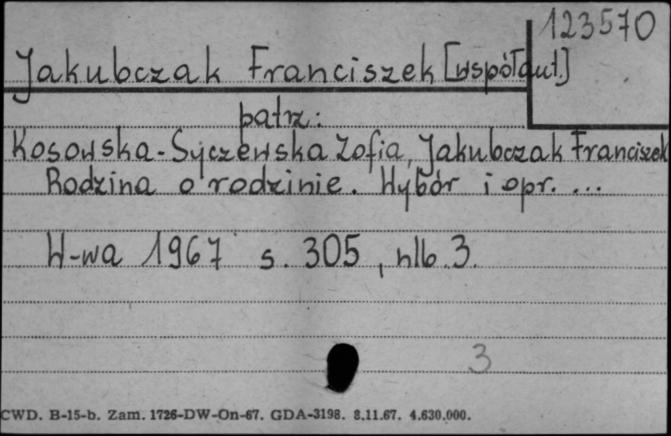 123570
Jakubczak Franciszek [współaut.]
patrz:
Kosowska-Syczewska Zofia, Jakubczak Franciszek
Rodzina o rodzinie. Wybór i opr. ...
W-wa 1967 s. 305, nlb. 3.
3
CWD. B-15-b. Zam. 1726-DW-On-67. GDA-3198. 8.11.67. 4.630.000.